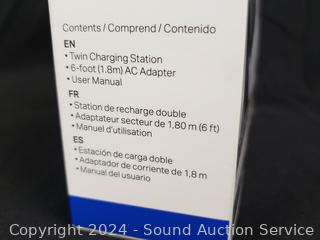 Contents / Comprend / Contenido
EN
• Twin Charging Station
• 6-foot (1.8m) AC Adapter
• User Manual
FR
• Station de recharge double
• Adaptateur secteur de 1,80 m (6 ft)
• Manuel d'utilisation
ES
• Estación de carga doble
• Adaptador de corriente de 1,8 m
• Manual del usuario
Copyright 2024 - Sound Auction Service